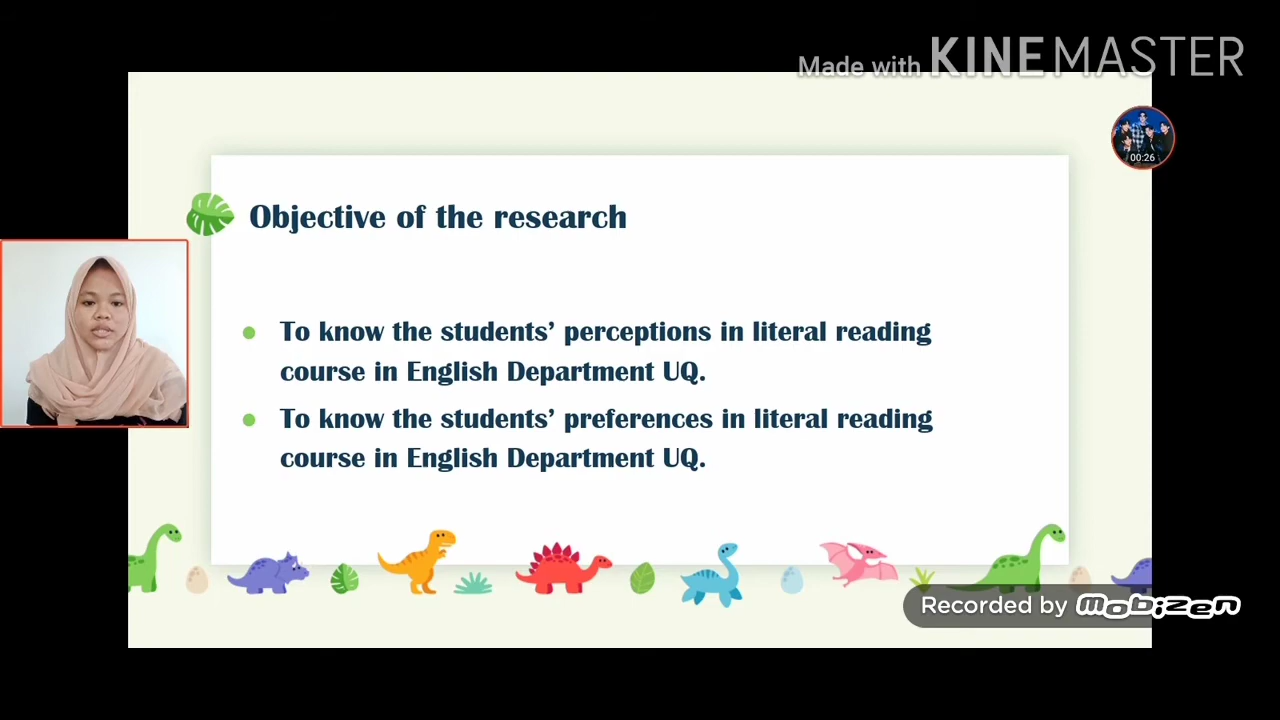 Made with KINEMASTER
00:26
Objective of the research
To know the students’ perceptions in literal reading
course in English Department UQ.
To know the students’ preferences in literal reading
course in English Department UQ.
Recorded by mobizen